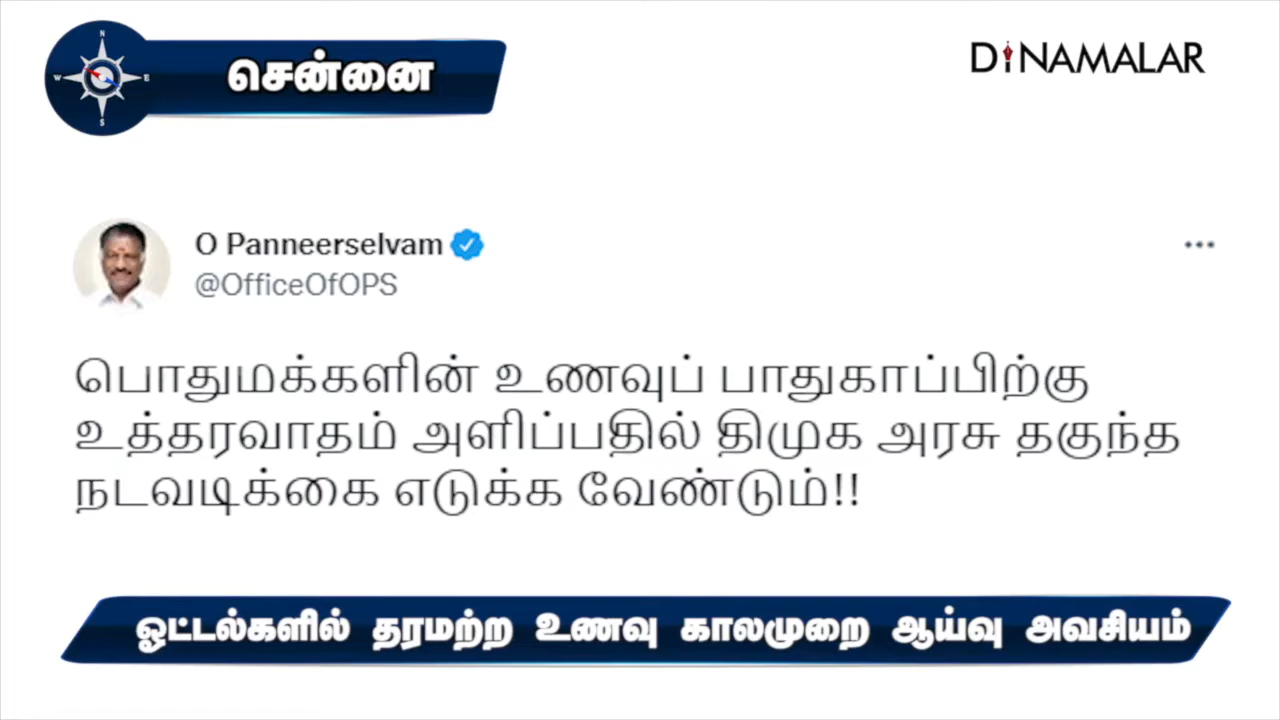 சென்னை
DINAMALAR
N
W E
S
O Panneerselvam
@OfficeOfOPS
பொதுமக்களின் உணவுப் பாதுகாப்பிற்கு
உத்தரவாதம் அளிப்பதில் திமுக அரசு தகுந்த
நடவடிக்கை எடுக்க வேண்டும்!!
ஓட்டல்களில் தரமற்ற உணவு காலமுறை ஆய்வு அவசியம்